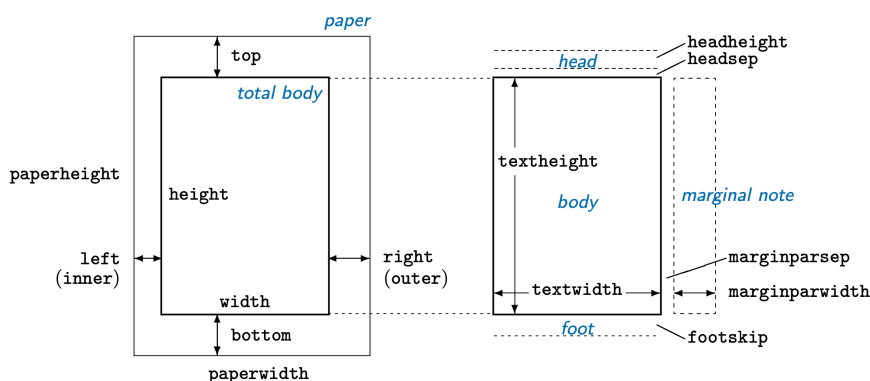 paper
top
total body
paperheight
height
left
(inner)
right
(outer)
width
bottom
paperwidth
headheight
head
headsep
textheight
body
marginal note
marginparsep
textwidth
marginparwidth
foot
footskip